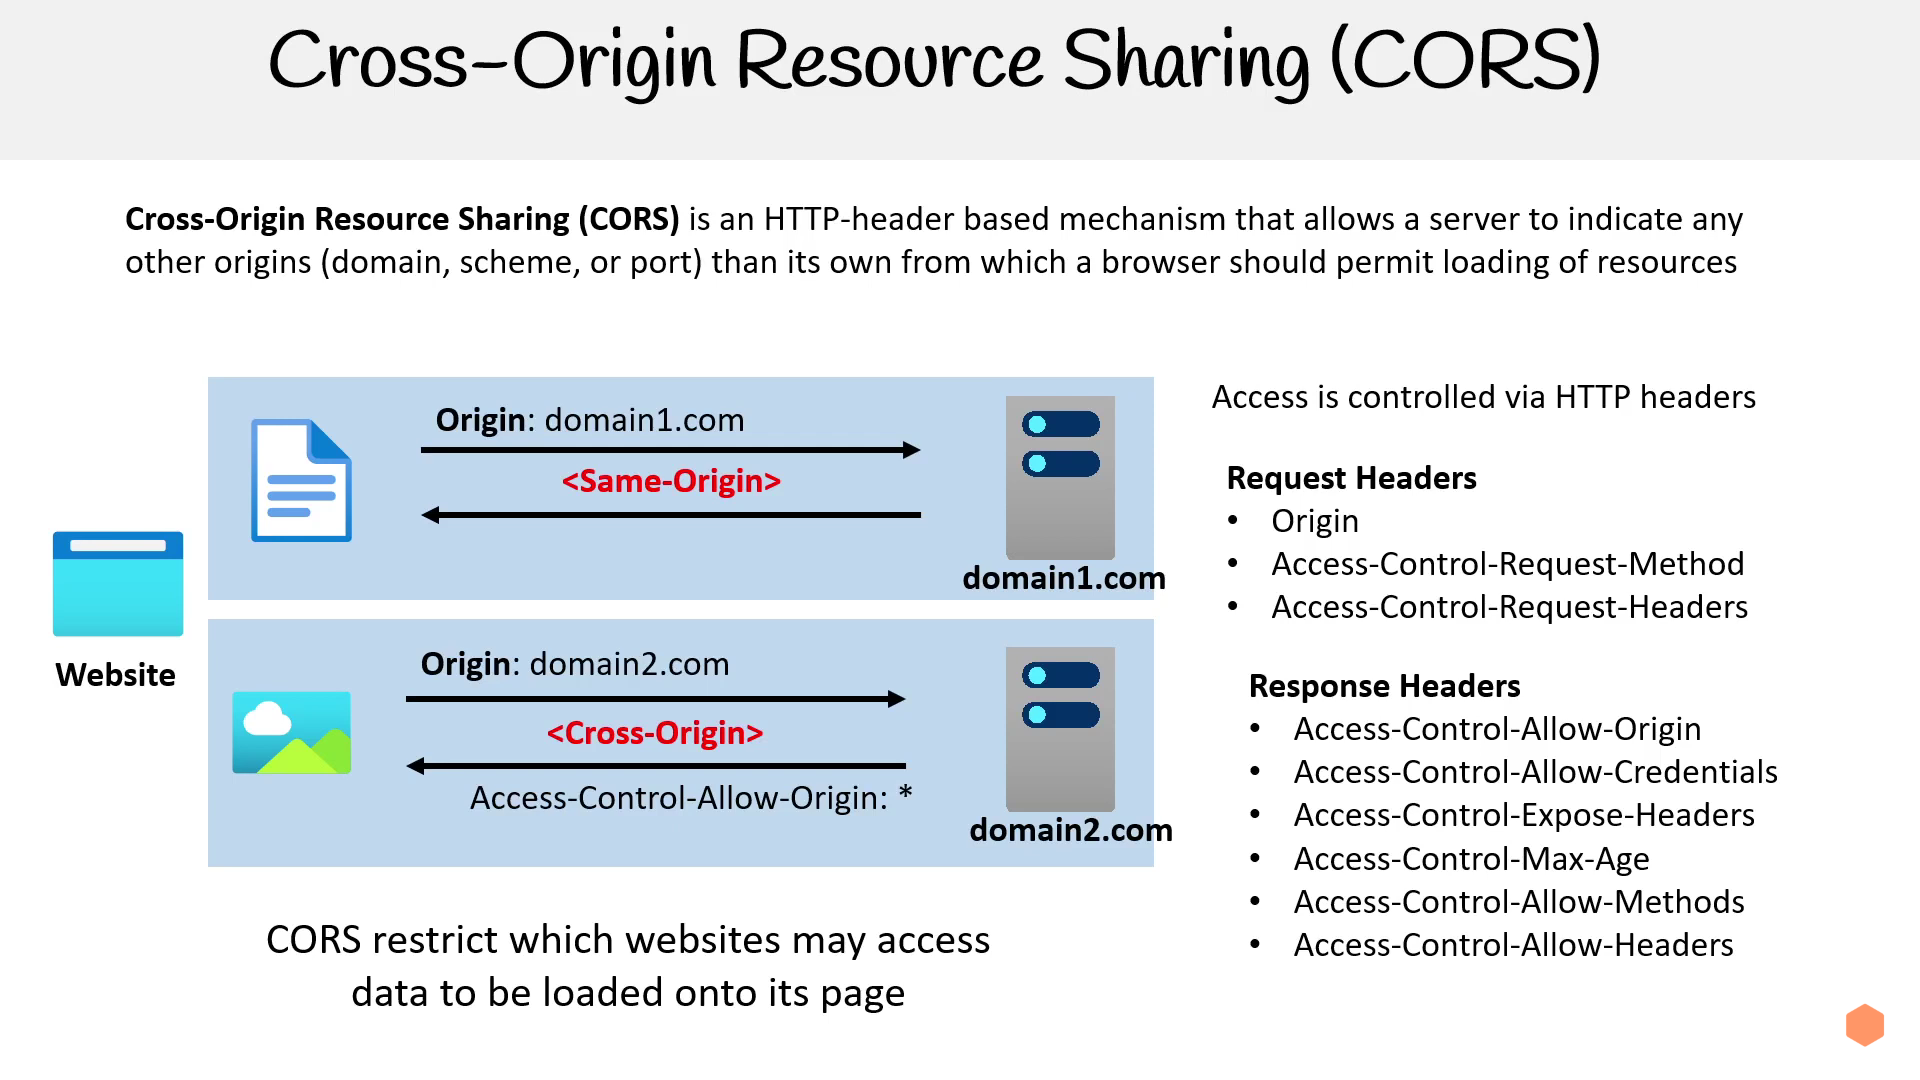 Cross-Origin Resource Sharing (CORS)
Cross-Origin Resource Sharing (CORS) is an HTTP-header based mechanism that allows a server to indicate any
other origins (domain, scheme, or port) than its own from which a browser should permit loading of resources
Website
Origin: domain1.com
<Same-Origin>
domain1.com
Origin: domain2.com
<Cross-Origin>
Access-Control-Allow-Origin: *
domain2.com
CORS restrict which websites may access
data to be loaded onto its page
Access is controlled via HTTP headers
Request Headers
• Origin
• Access-Control-Request-Method
• Access-Control-Request-Headers
Response Headers
• Access-Control-Allow-Origin
• Access-Control-Allow-Credentials
• Access-Control-Expose-Headers
• Access-Control-Max-Age
• Access-Control-Allow-Methods
• Access-Control-Allow-Headers